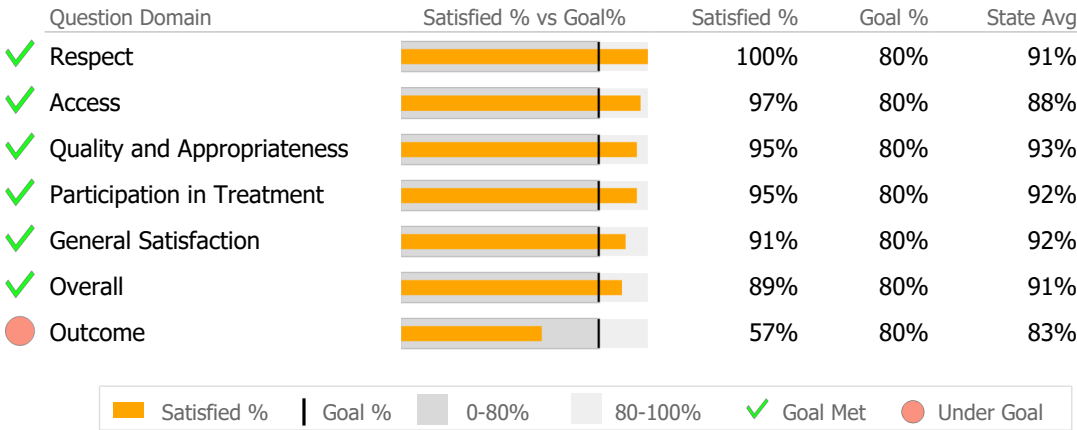 Question Domain Satisfied % vs Goal% Satisfied % Goal % State Avg
Respect 100% 80% 91%
Access 97% 80% 88%
Quality and Appropriateness 95% 80% 93%
Participation in Treatment 95% 80% 92%
General Satisfaction 91% 80% 92%
Overall 89% 80% 91%
Outcome 57% 80% 83%
Satisfied % Goal % 0-80% 80-100% Goal Met Under Goal